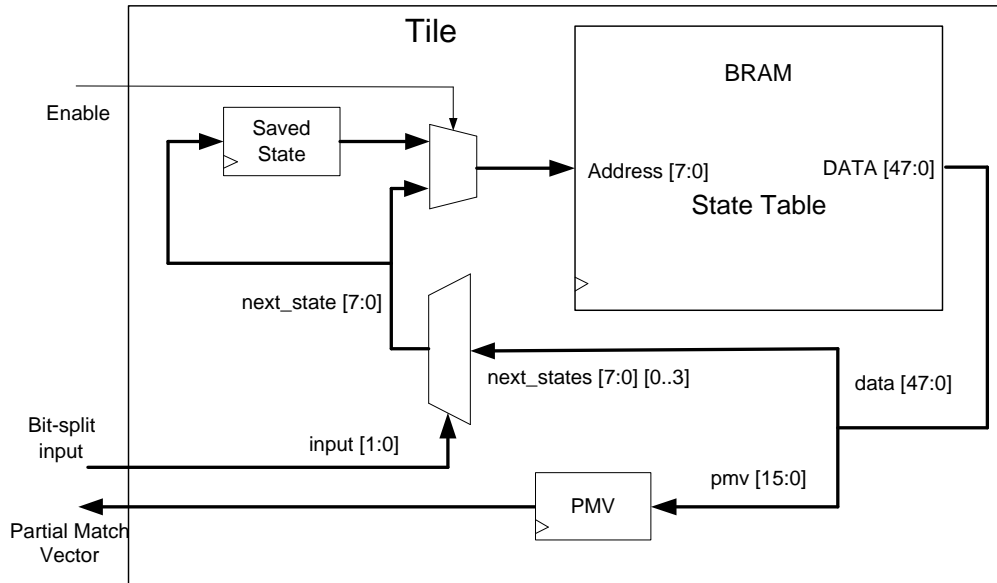 Tile
BRAM
Enable
Saved
State
Address [7:0]
DATA [47:0]
State Table
next_state [7:0]
next_states [7:0] [0..3]
data [47:0]
Bit-split
input
input [1:0]
pmv [15:0]
PMV
Partial Match
Vector